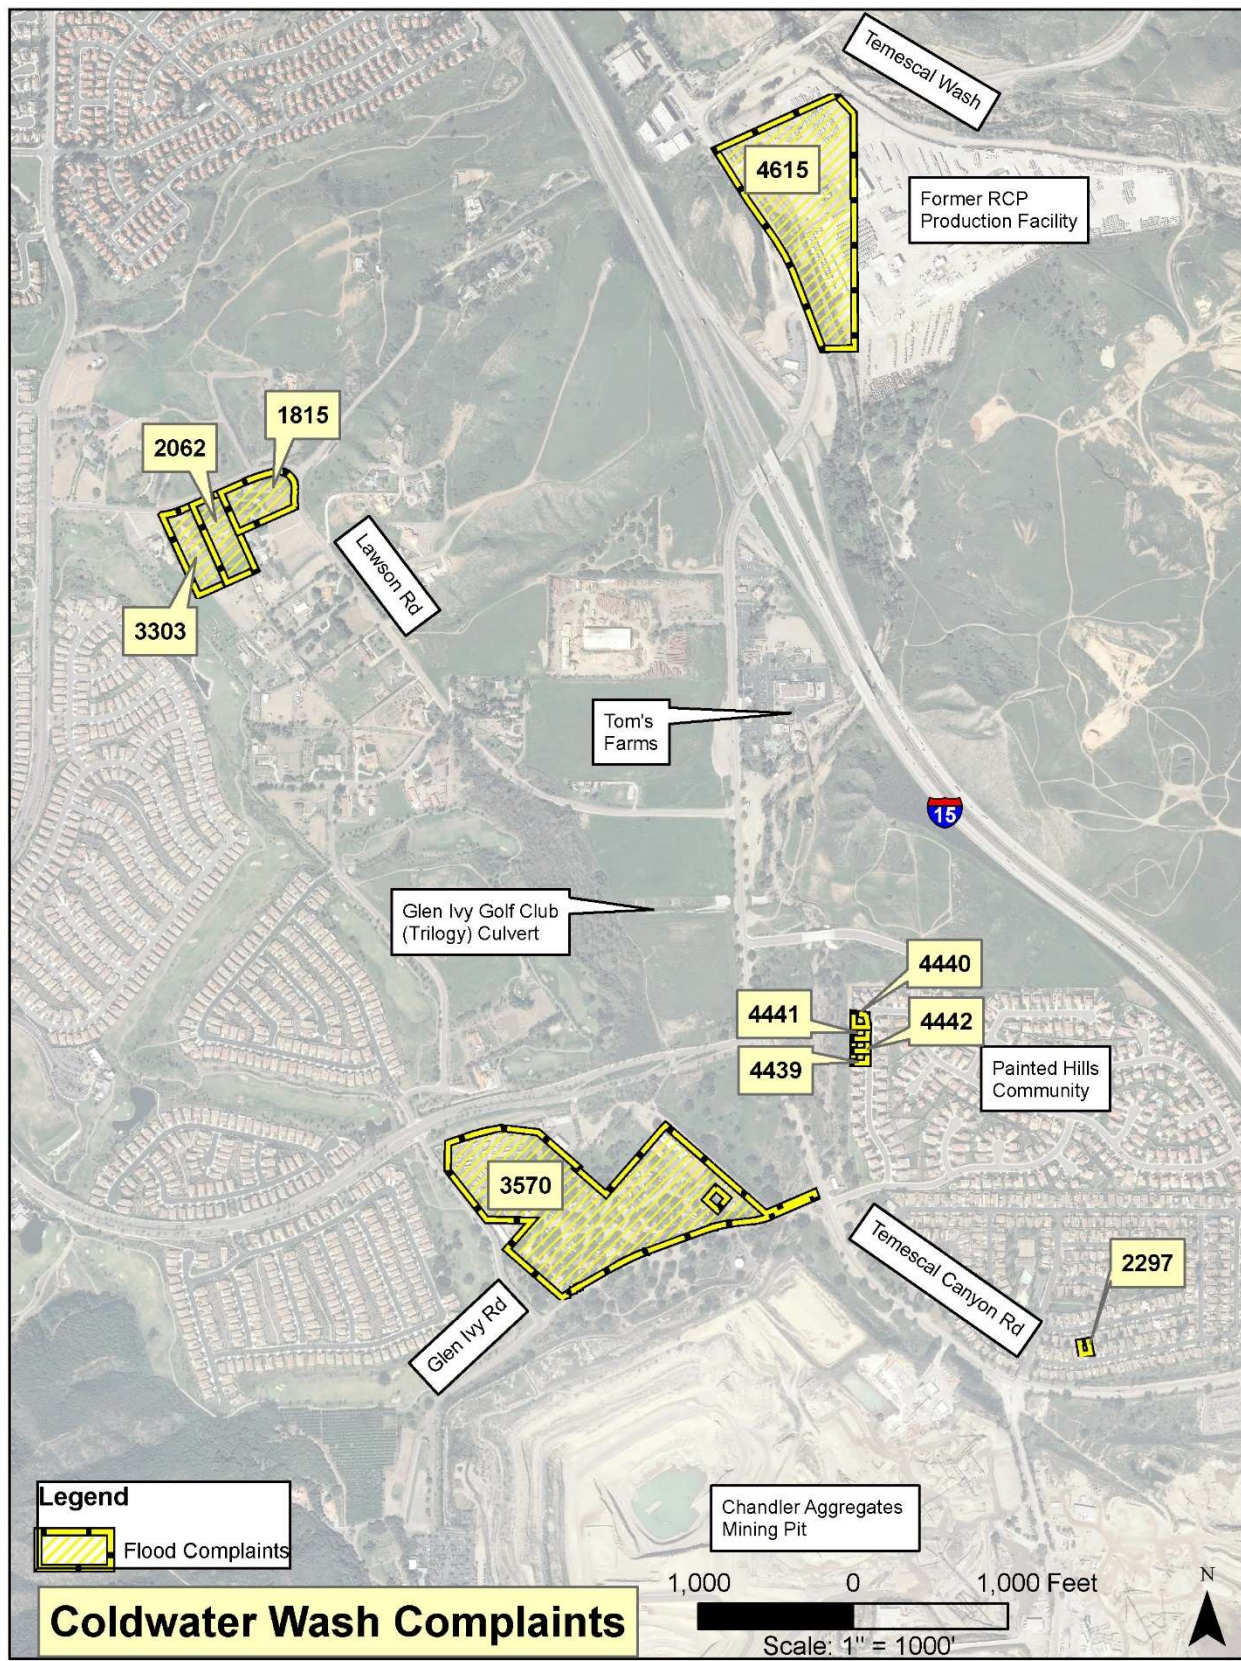 Temescal Wash
4615
Former RCP
Production Facility
1815
2062
Lawson Rd
3303
Tom's
Farms
15
Glen Ivy Golf Club
(Trilogy) Culvert
4440
4441
4442
4439
Painted Hills
Community
3570
Temescal Canyon Rd
2297
Glen Ivy Rd
Legend
Flood Complaints
Chandler Aggregates
Mining Pit
Coldwater Wash Complaints
1,000 0 1,000 Feet
Scale: 1" = 1000'
N